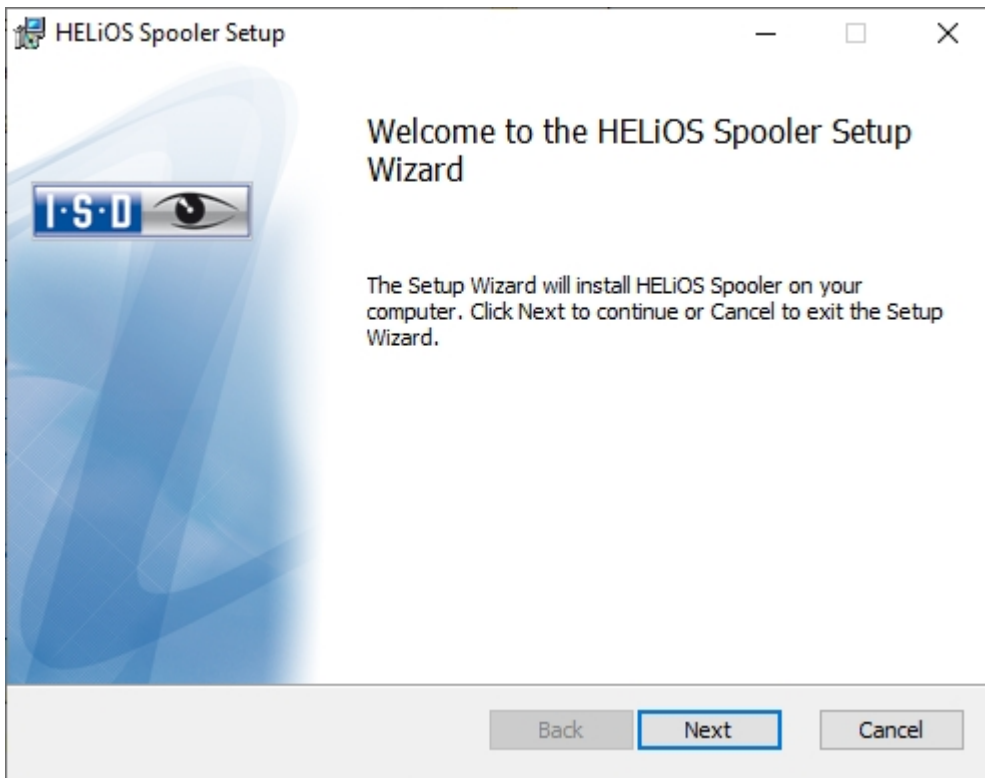 HELiOS Spooler Setup
Welcome to the HELiOS Spooler Setup
Wizard
I·S·D
The Setup Wizard will install HELiOS Spooler on your
computer. Click Next to continue or Cancel to exit the Setup
Wizard.
Back Next Cancel